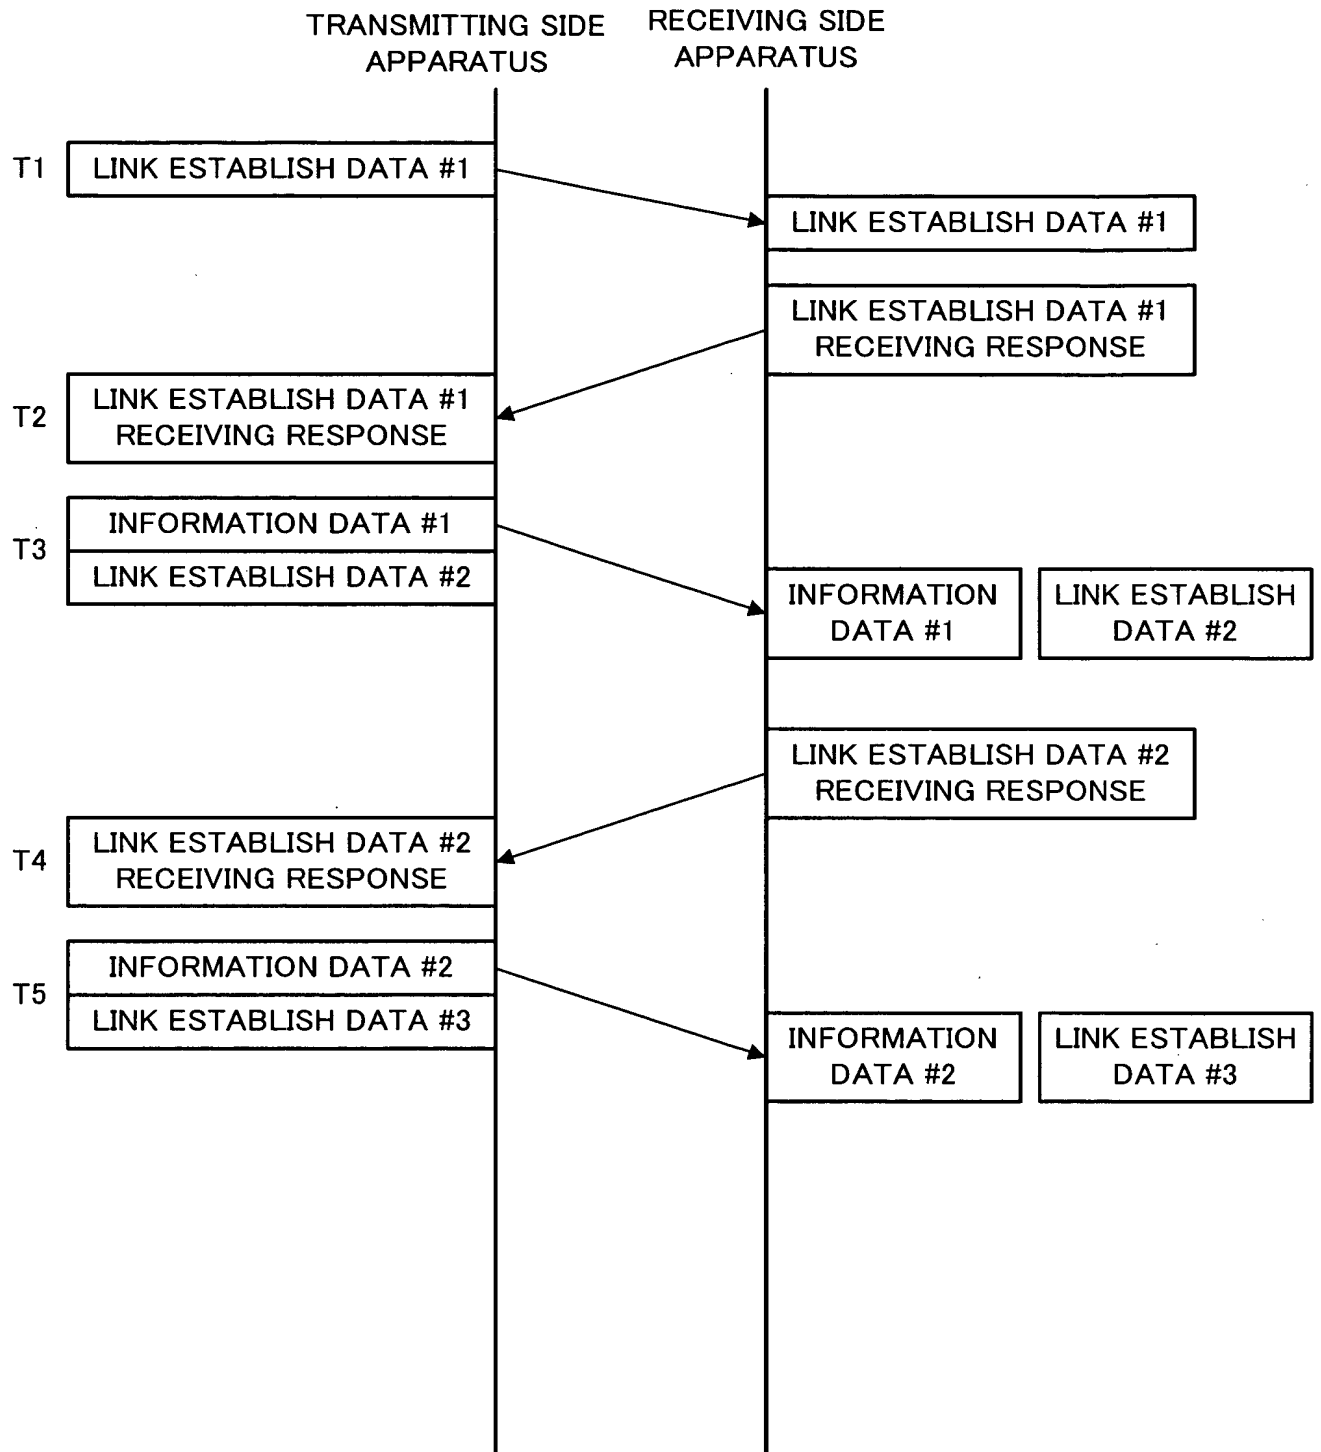 TRANSMITTING SIDE
APPARATUS
RECEIVING SIDE
APPARATUS
T1
LINK ESTABLISH DATA #1
LINK ESTABLISH DATA #1
LINK ESTABLISH DATA #1
RECEIVING RESPONSE
T2
LINK ESTABLISH DATA #1
RECEIVING RESPONSE
T3
INFORMATION DATA #1
LINK ESTABLISH DATA #2
INFORMATION
DATA #1
LINK ESTABLISH
DATA #2
LINK ESTABLISH DATA #2
RECEIVING RESPONSE
T4
LINK ESTABLISH DATA #2
RECEIVING RESPONSE
T5
INFORMATION DATA #2
LINK ESTABLISH DATA #3
INFORMATION
DATA #2
LINK ESTABLISH
DATA #3